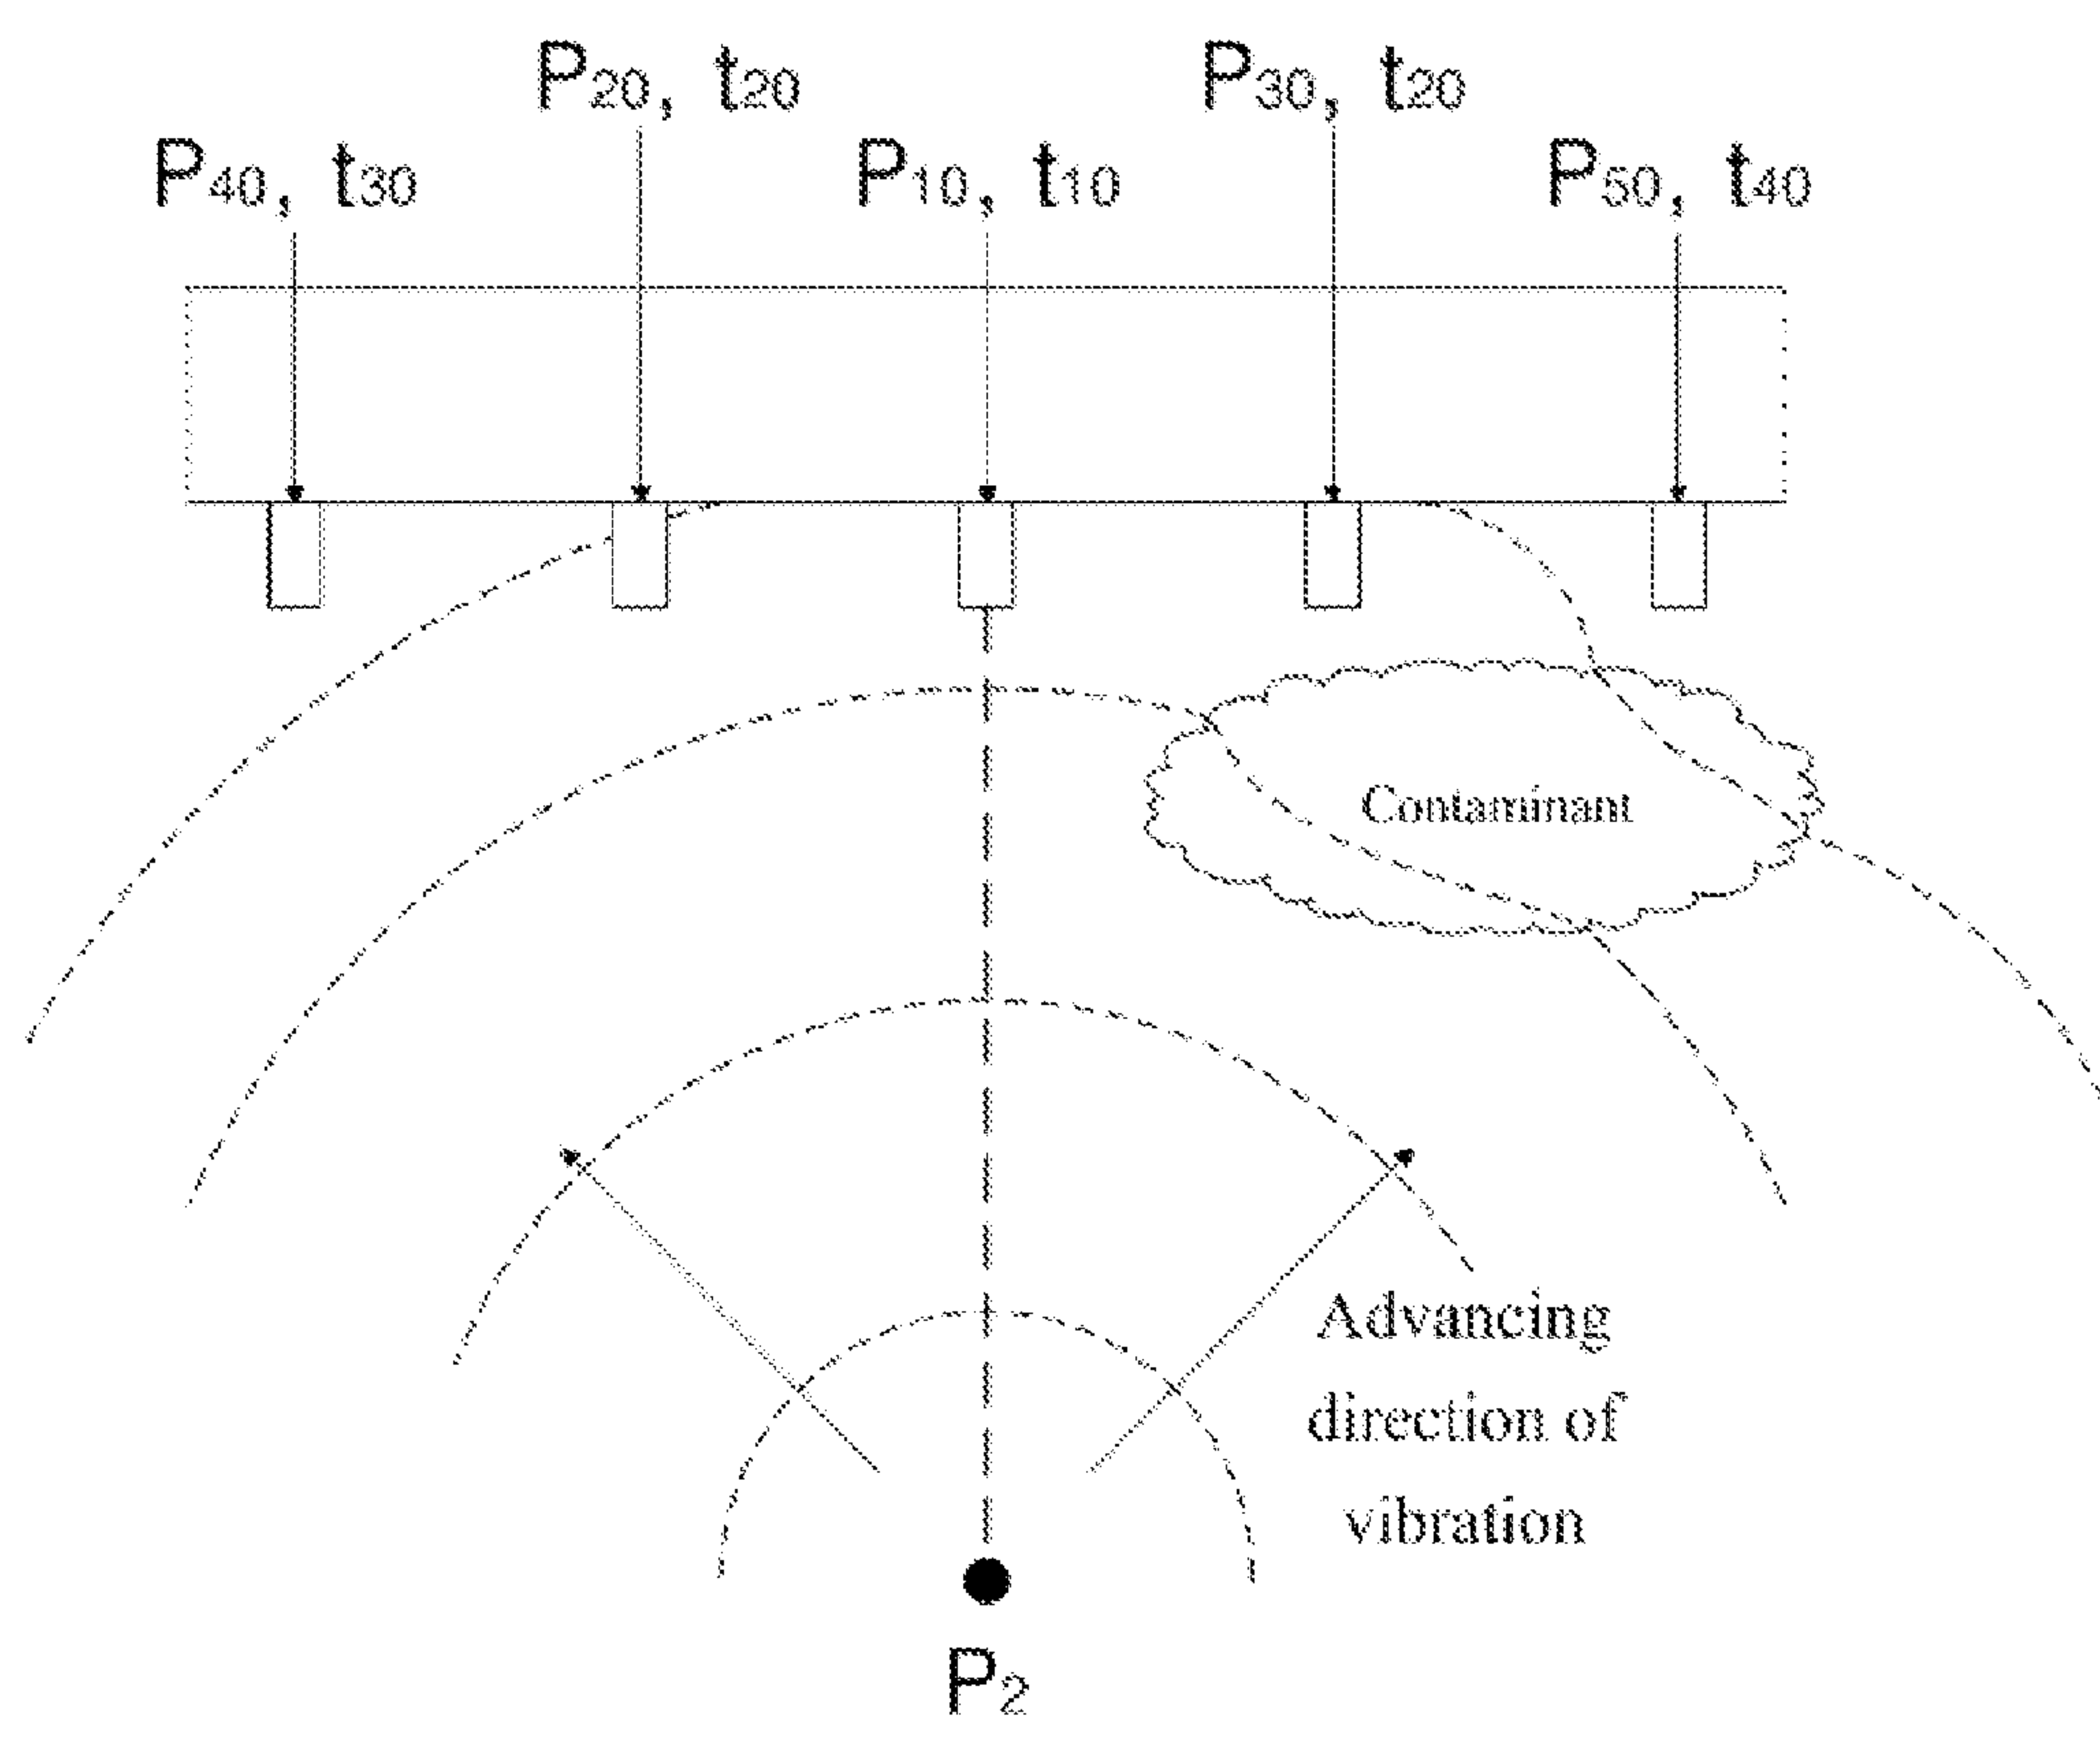 P20, t20
P30, t20
P40, t30
P10, t10
P50, t40
Contaminant
Advancing
direction of
vibration
P2